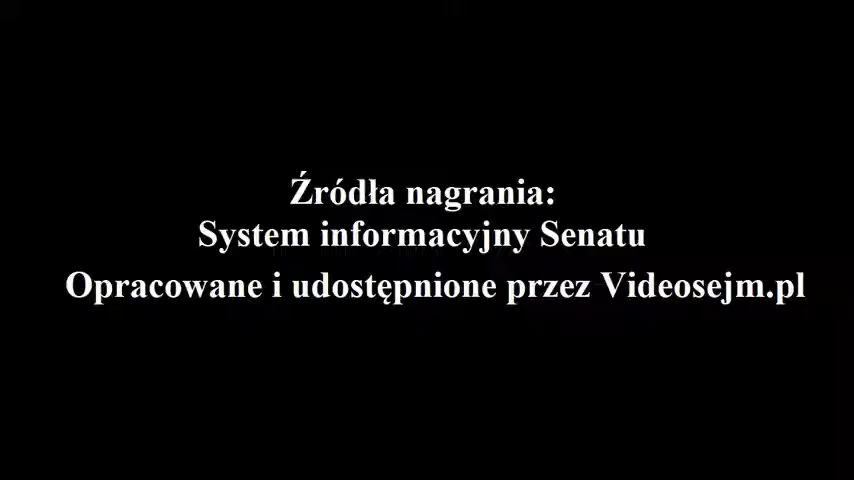 Źródła nagrania:
System informacyjny Senatu
Opracowane i udostępnione przez Videosejm.pl